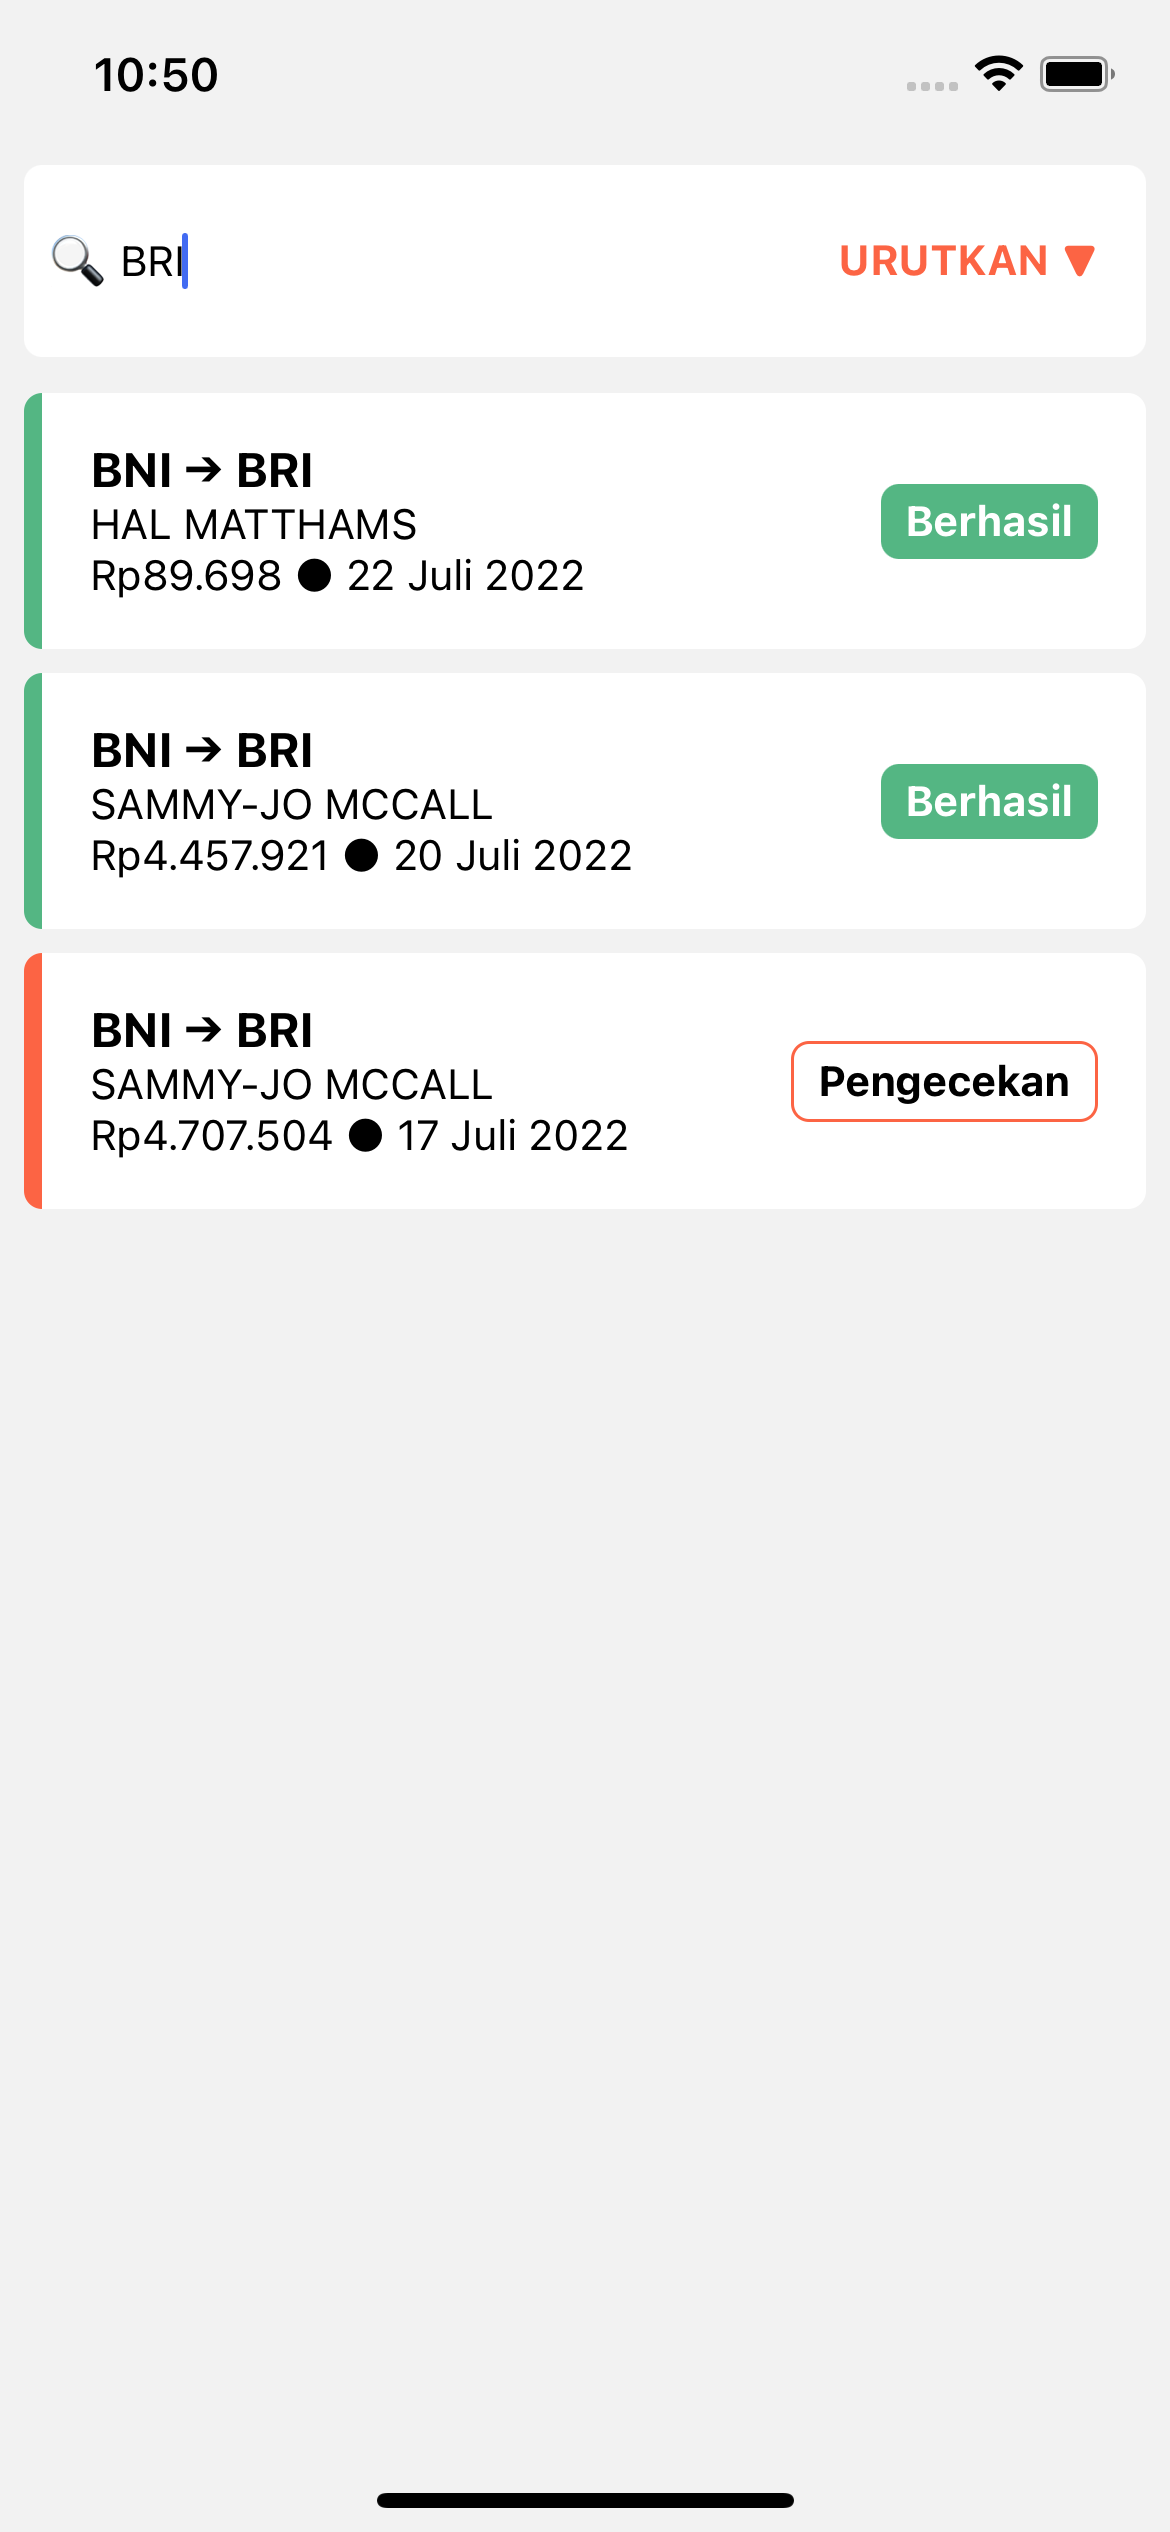 10:50
🔍 BRI
URUTKAN ▼
BNI ➔ BRI
HAL MATTHAMS
Rp89.698 ● 22 Juli 2022
Berhasil
BNI ➔ BRI
SAMMY-JO MCCALL
Rp4.457.921 ● 20 Juli 2022
Berhasil
BNI ➔ BRI
SAMMY-JO MCCALL
Rp4.707.504 ● 17 Juli 2022
Pengecekan